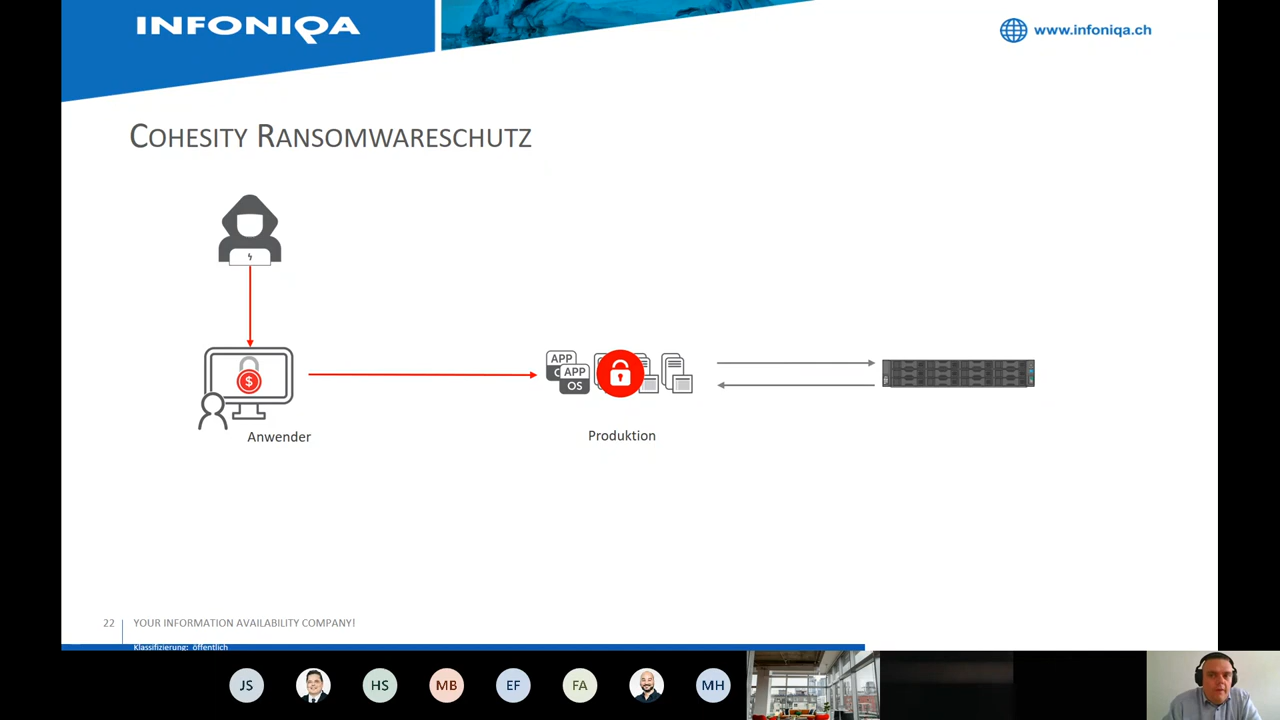 INFONIQA
www.infoniqa.ch
COHESITY RANSOMWARESCHUTZ
$
APP
APP
OS
Anwender
Produktion
22
YOUR INFORMATION AVAILABILITY COMPANY!
Klassifizierung: öffentlich
JS
HS
MB
EF
FA
MH